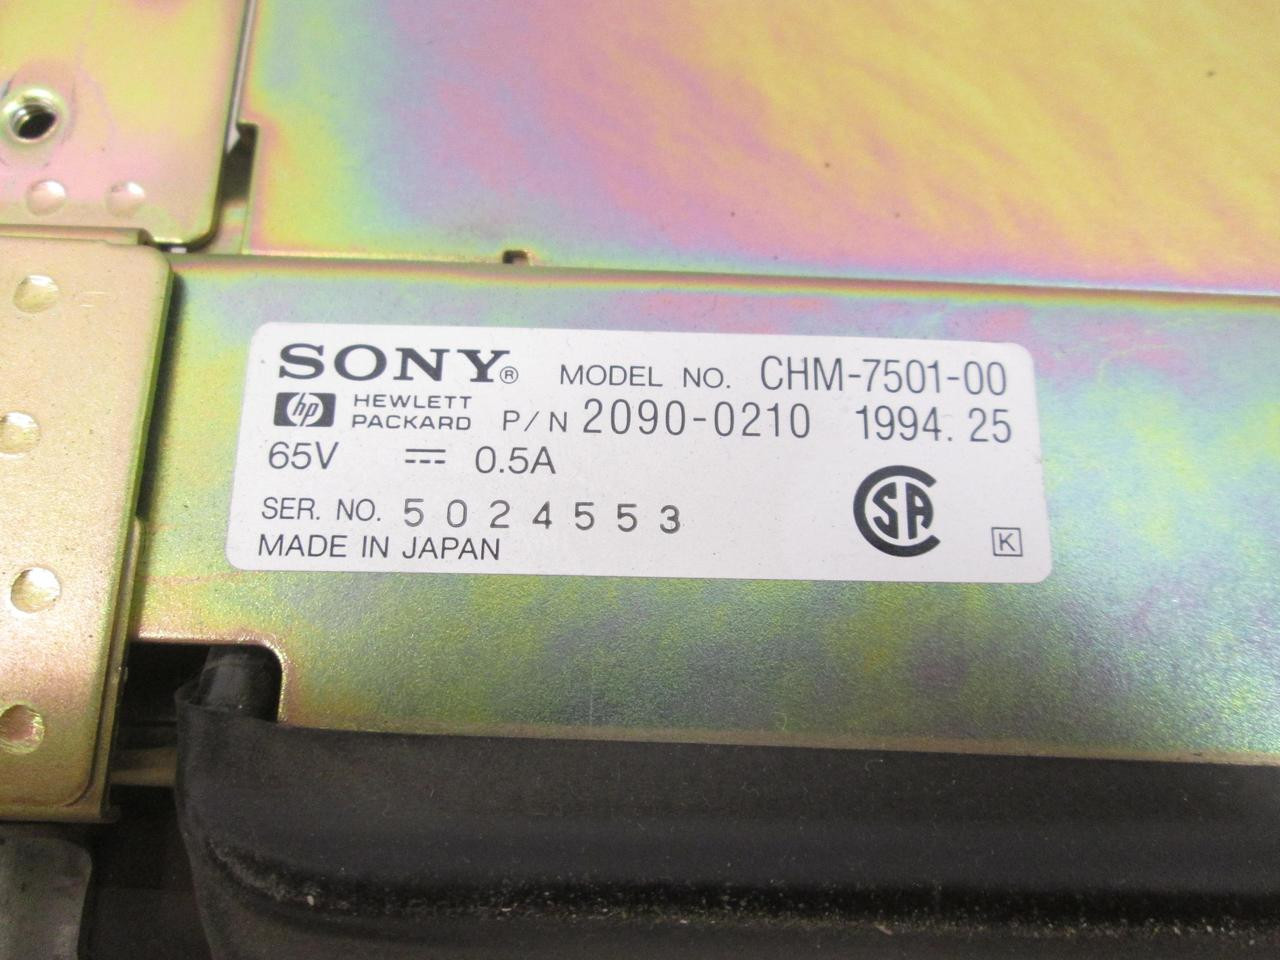 SONY® MODEL NO. CHM-7501-00
hp HEWLETT PACKARD P/N 2090-0210 1994. 25
65V ⎓ 0.5A
SER. NO. 5024553
MADE IN JAPAN
CSA
K